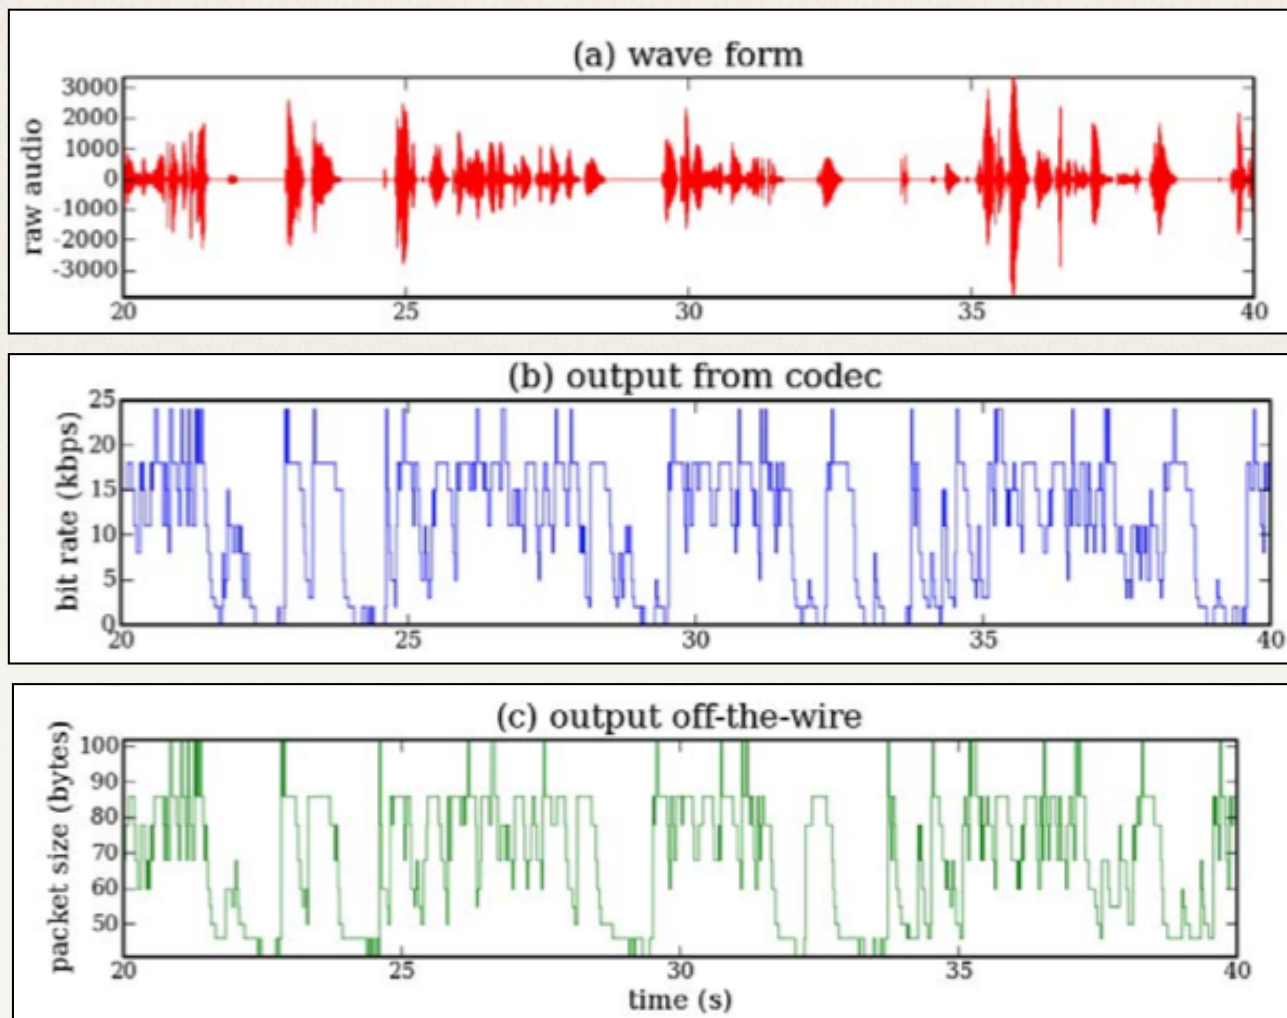 (a) wave form
raw audio
3000
2000
1000
0
-1000
-2000
-3000
20 25 30 35 40
(b) output from codec
bit rate (kbps)
25
20
15
10
5
0
20 25 30 35 40
(c) output off-the-wire
packet size (bytes)
100
90
80
70
60
50
20 25 30 35 40
time (s)